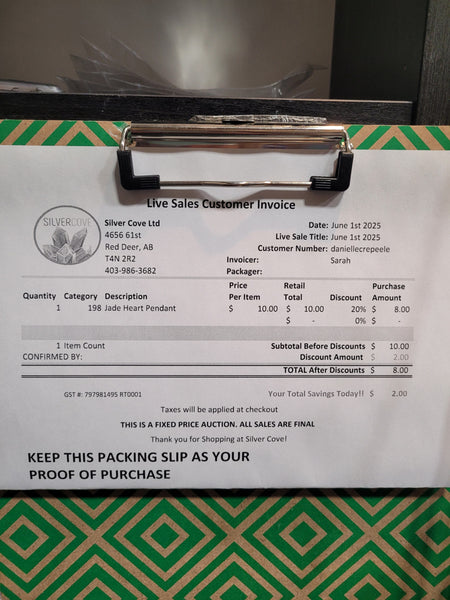 Live Sales Customer Invoice
SILVERCOVE
Silver Cove Ltd
4656 61st
Red Deer, AB
T4N 2R2
403-986-3682
Date: June 1st 2025
Live Sale Title: June 1st 2025
Customer Number: daniellecrepeele
Invoicer: Sarah
Packager:
Quantity Category Description Price Per Item Retail Total Discount Purchase Amount
1 198 Jade Heart Pendant $ 10.00 $ 10.00 20% $ 8.00
$ - 0% $ -
1 Item Count Subtotal Before Discounts $ 10.00
CONFIRMED BY: Discount Amount $ 2.00
TOTAL After Discounts $ 8.00
GST #: 797981495 RT0001 Your Total Savings Today!! $ 2.00
Taxes will be applied at checkout
THIS IS A FIXED PRICE AUCTION. ALL SALES ARE FINAL
Thank you for Shopping at Silver Cove!
KEEP THIS PACKING SLIP AS YOUR
PROOF OF PURCHASE